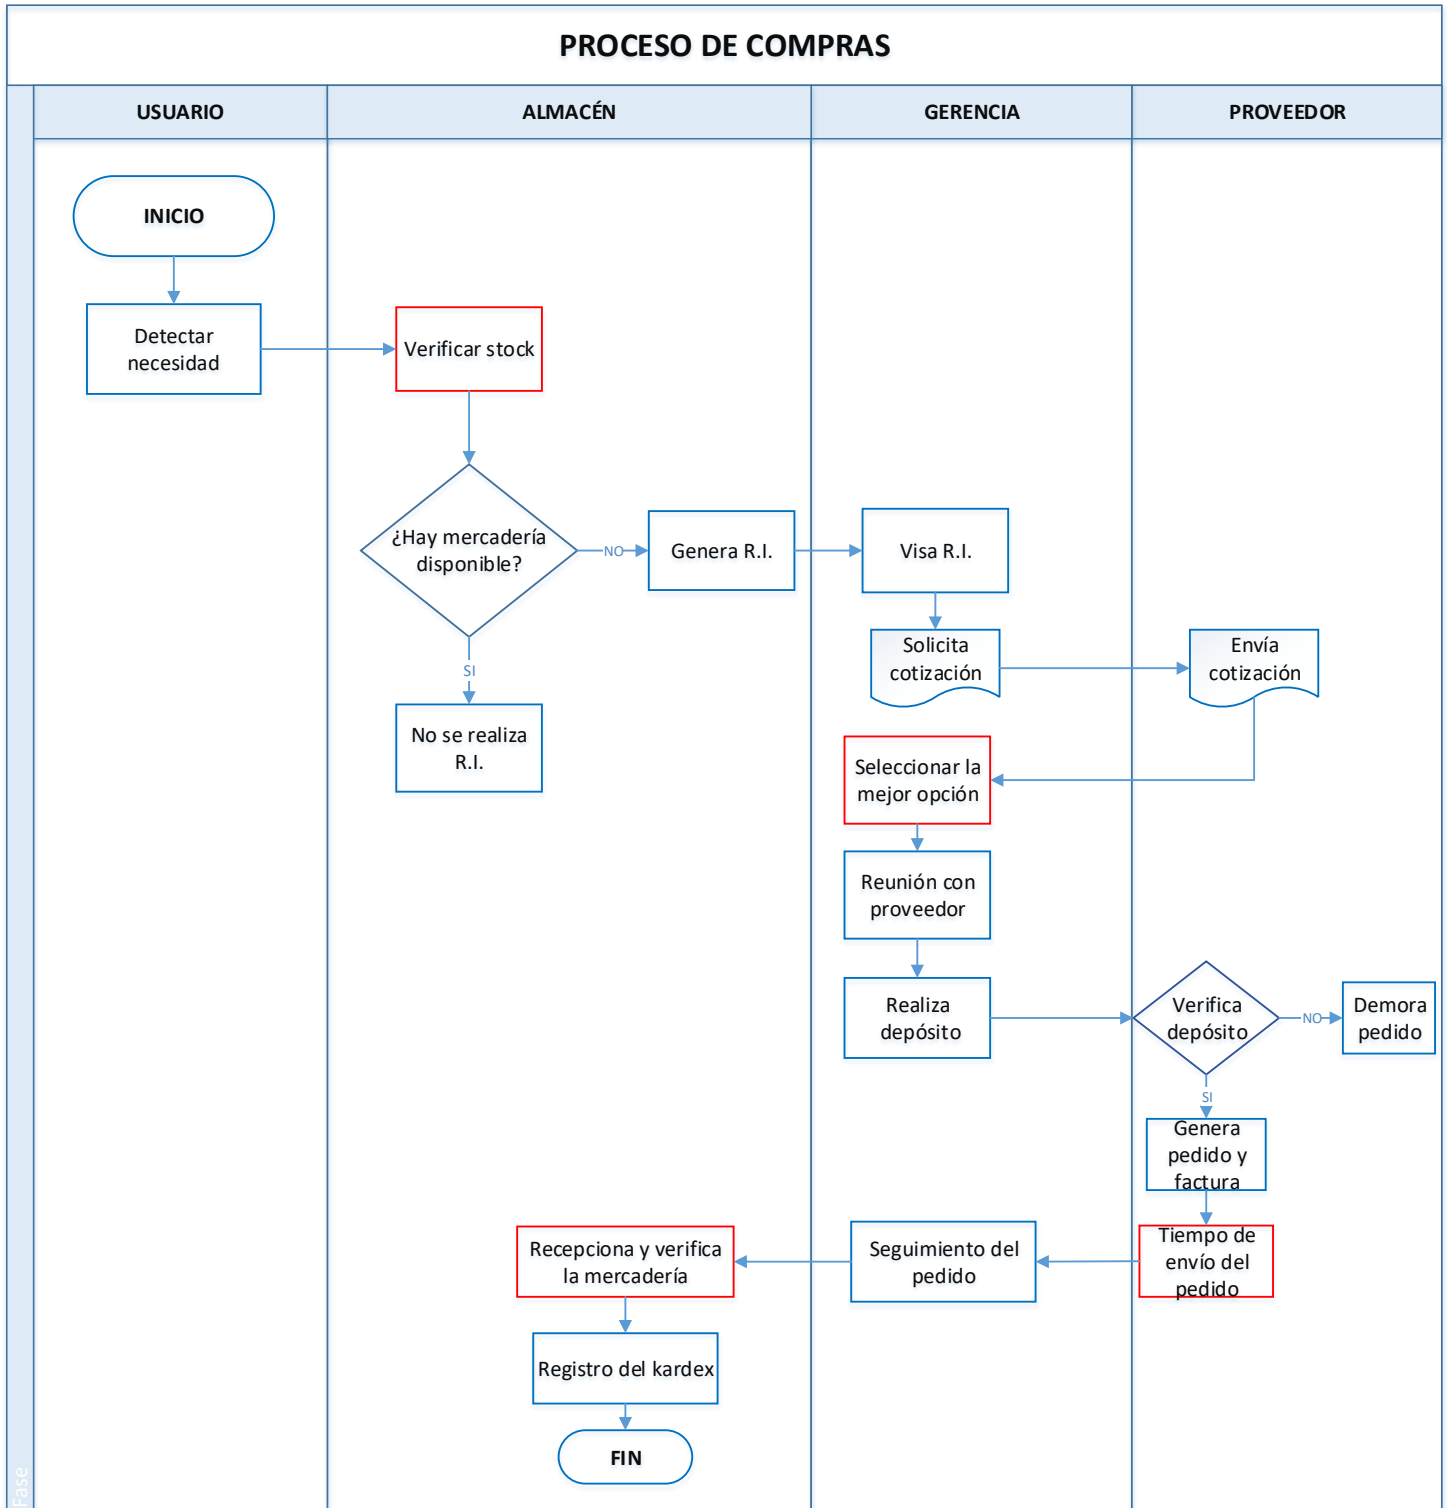 PROCESO DE COMPRAS
USUARIO
ALMACÉN
GERENCIA
PROVEEDOR
INICIO
Detectar
necesidad
Verificar stock
¿Hay mercadería
disponible?
NO
Genera R.I.
Visa R.I.
SI
No se realiza
R.I.
Solicita
cotización
Envía
cotización
Seleccionar la
mejor opción
Reunión con
proveedor
Realiza
depósito
Verifica
depósito
NO
Demora
pedido
SI
Genera
pedido y
factura
Tiempo de
envío del
pedido
Seguimiento del
pedido
Recepciona y verifica
la mercadería
Registro del kardex
FIN
Fase